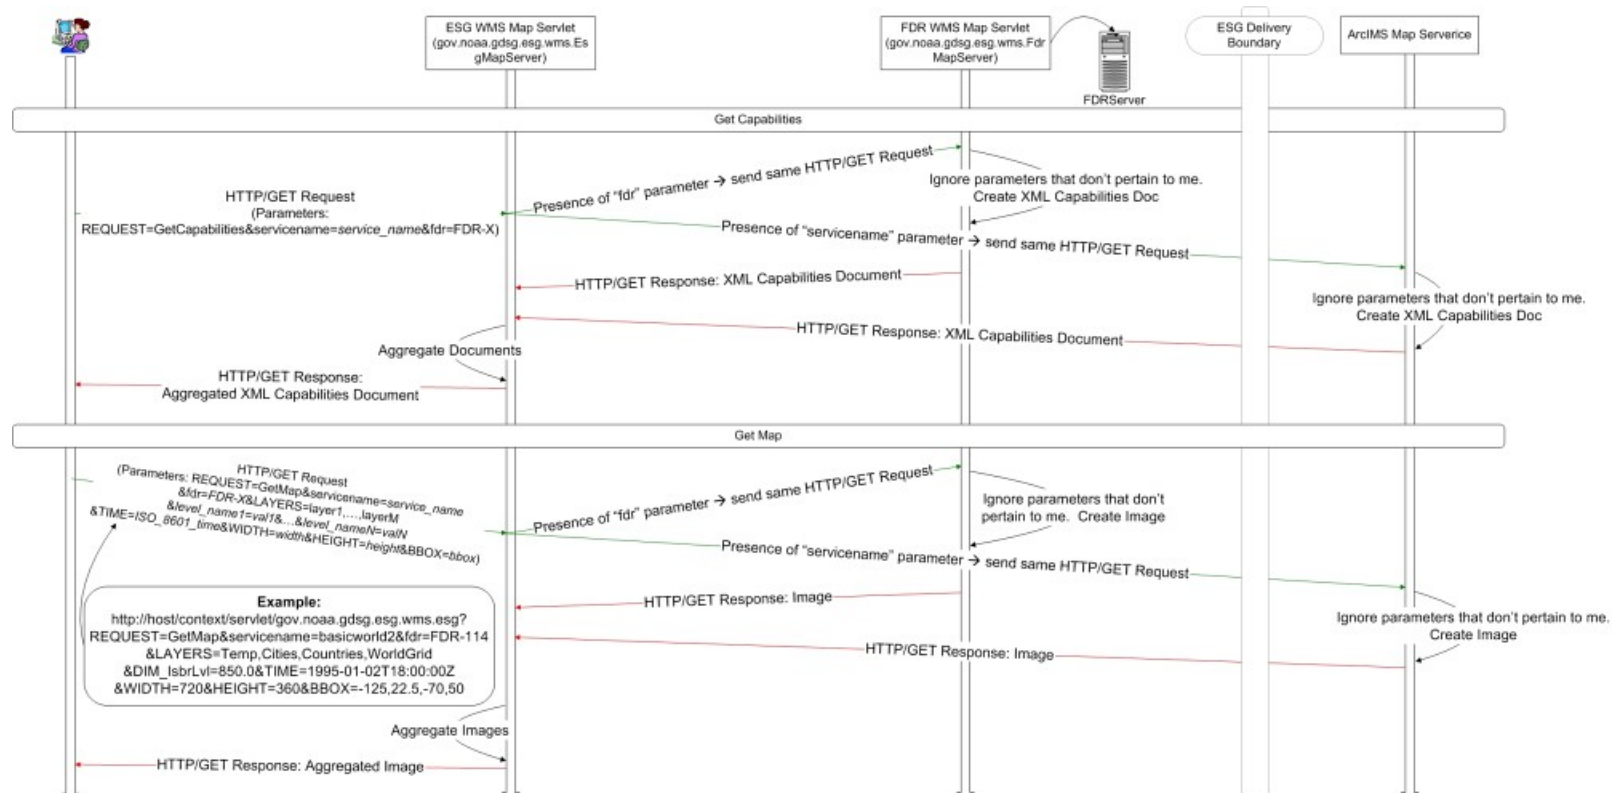 ESG WMS Map Servlet
(gov.noaa.gdsg.esg.wms.Es
gMapServer)
FDR WMS Map Servlet
(gov.noaa.gdsg.esg.wms.Fdr
MapServer)
FDRServer
ESG Delivery
Boundary
ArcIMS Map Serverice
Get Capabilities
HTTP/GET Request
(Parameters:
REQUEST=GetCapabilities&servicename=service_name&fdr=FDR-X)
Presence of “fdr” parameter → send same HTTP/GET Request
Ignore parameters that don’t pertain to me.
Create XML Capabilities Doc
Presence of “servicename” parameter → send same HTTP/GET Request
HTTP/GET Response: XML Capabilities Document
Ignore parameters that don’t pertain to me.
Create XML Capabilities Doc
HTTP/GET Response: XML Capabilities Document
Aggregate Documents
HTTP/GET Response:
Aggregated XML Capabilities Document
Get Map
HTTP/GET Request
(Parameters: REQUEST=GetMap&servicename=service_name
&fdr=FDR-X&LAYERS=layer1,...,layerM
&level_name1=val1&...&level_nameN=valN
&TIME=ISO_8601_time&WIDTH=width&HEIGHT=height&BBOX=bbox)
Presence of “fdr” parameter → send same HTTP/GET Request
Ignore parameters that don’t
pertain to me. Create Image
Presence of “servicename” parameter → send same HTTP/GET Request
Example:
http://host/context/servlet/gov.noaa.gdsg.esg.wms.esg?
REQUEST=GetMap&servicename=basicworld2&fdr=FDR-114
&LAYERS=Temp,Cities,Countries,WorldGrid
&DIM_IsbrLvl=850.0&TIME=1995-01-02T18:00:00Z
&WIDTH=720&HEIGHT=360&BBOX=-125,22.5,-70,50
HTTP/GET Response: Image
Ignore parameters that don’t pertain to me.
Create Image
HTTP/GET Response: Image
Aggregate Images
HTTP/GET Response: Aggregated Image